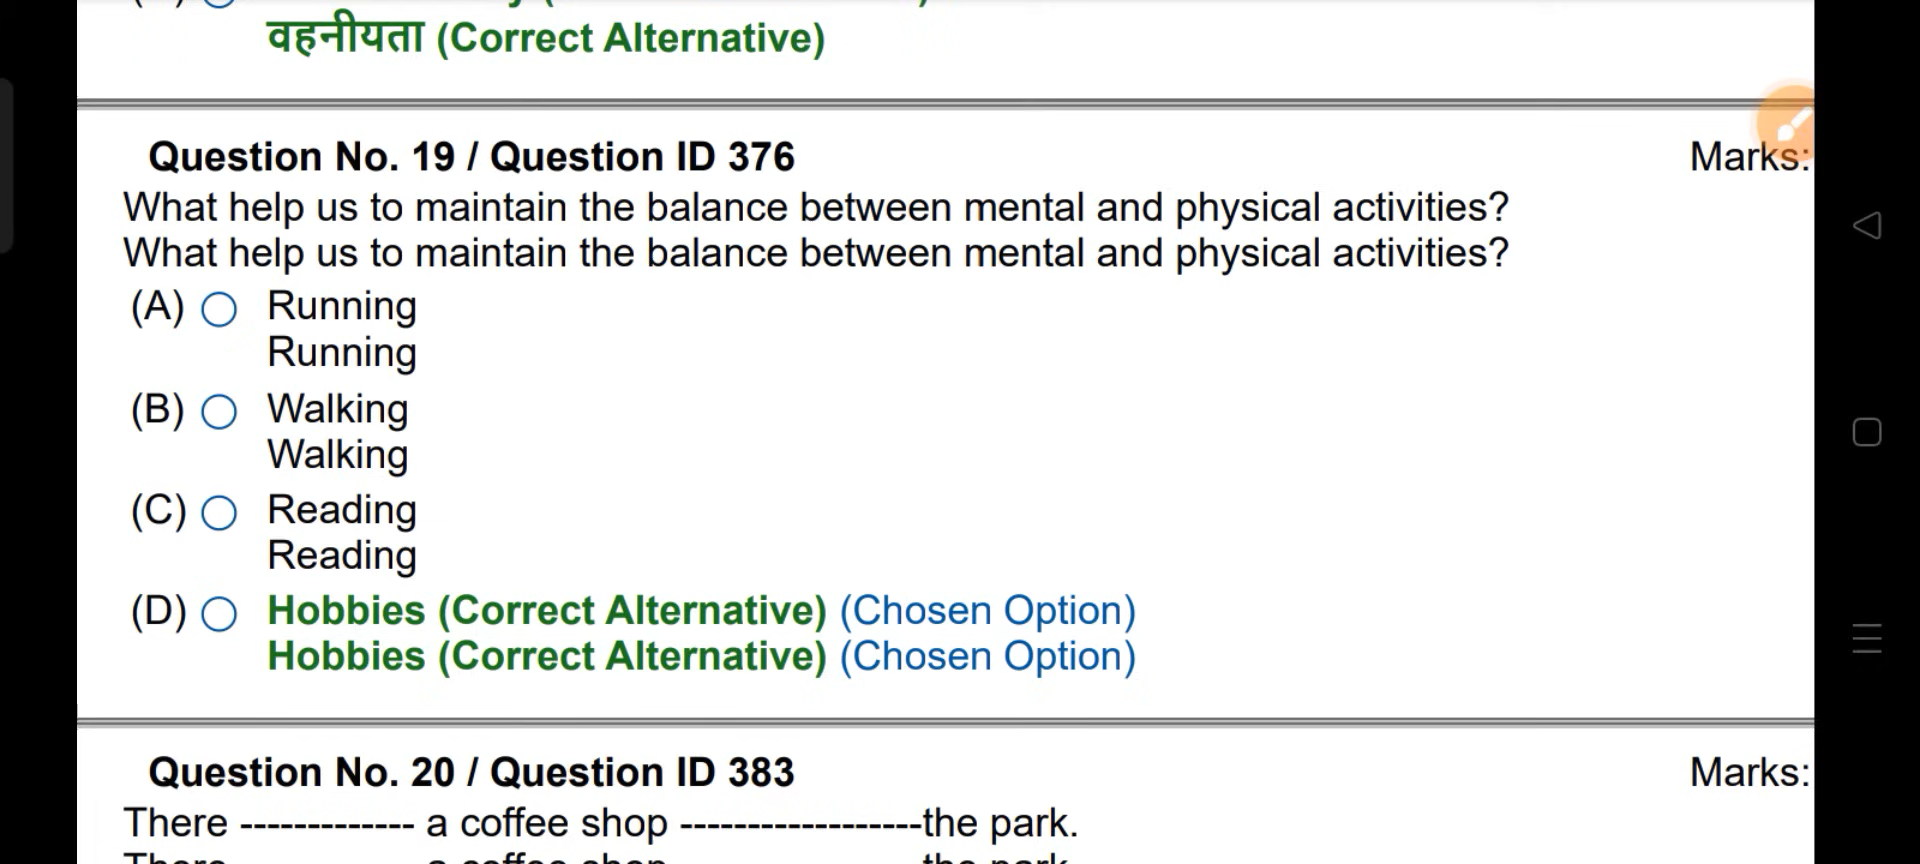 वहनीयता (Correct Alternative)
Question No. 19 / Question ID 376 Marks:
What help us to maintain the balance between mental and physical activities?
What help us to maintain the balance between mental and physical activities?
(A) Running
Running
(B) Walking
Walking
(C) Reading
Reading
(D) Hobbies (Correct Alternative) (Chosen Option)
Hobbies (Correct Alternative) (Chosen Option)
Question No. 20 / Question ID 383 Marks:
There ------------- a coffee shop ------------------the park.